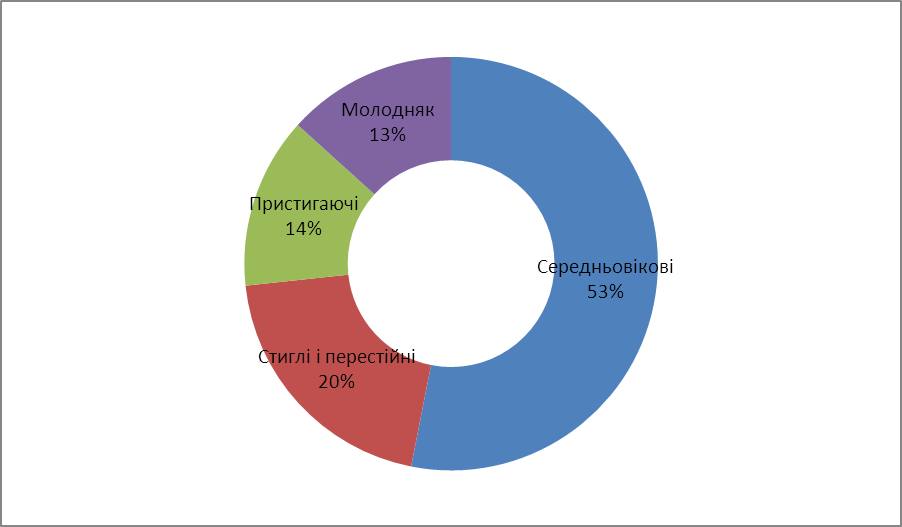 Молодняк
13%
Пристигаючі
14%
Середньовікові
53%
Стиглі і перестійні
20%